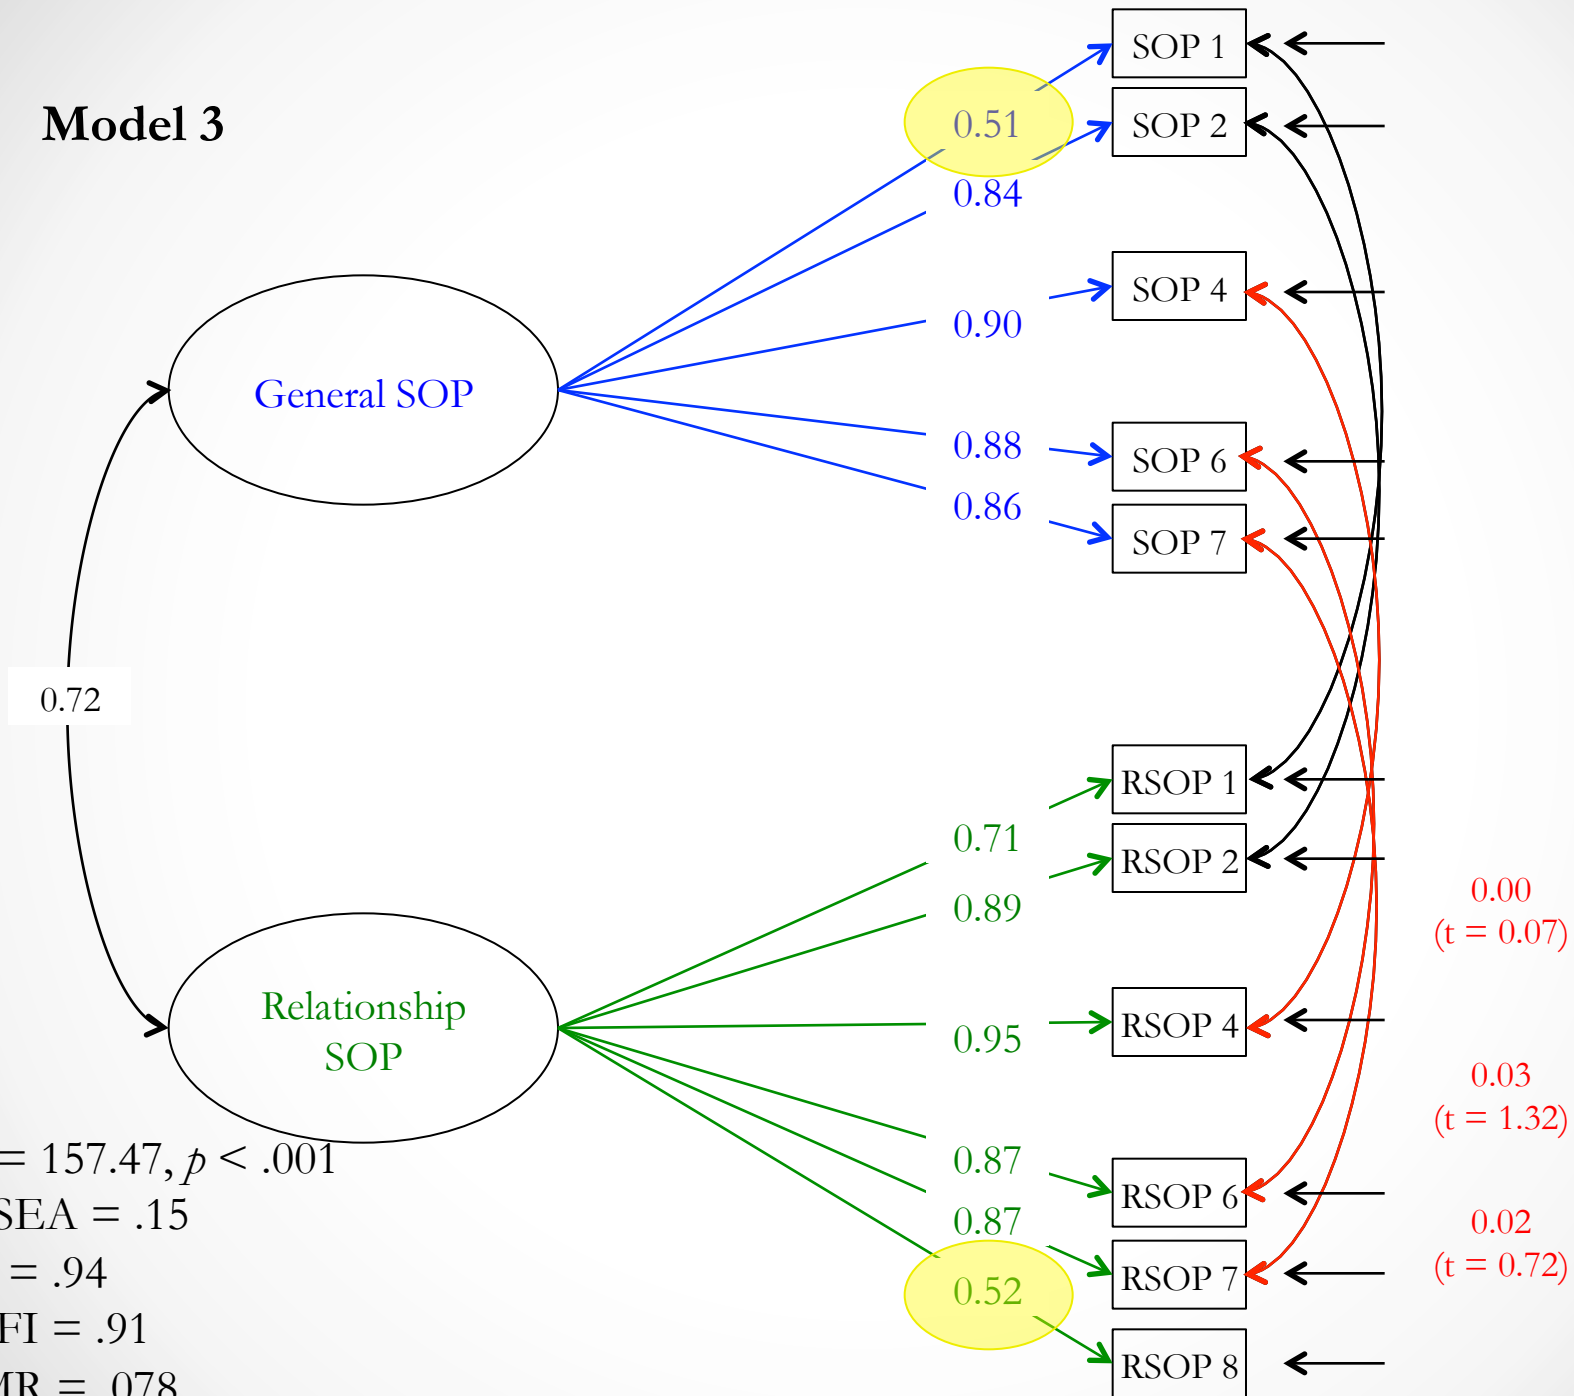 Model 3
SOP 1
0.51
SOP 2
0.84
SOP 4
0.90
General SOP
0.88
SOP 6
0.86
SOP 7
0.72
RSOP 1
0.71
RSOP 2
0.89
0.00
(t = 0.07)
Relationship
SOP
RSOP 4
0.95
0.03
(t = 1.32)
= 157.47, p < .001
0.87
RSOP 6
SEA = .15
0.87
0.02
(t = 0.72)
= .94
RSOP 7
0.52
FI = .91
RSOP 8
MR = .078